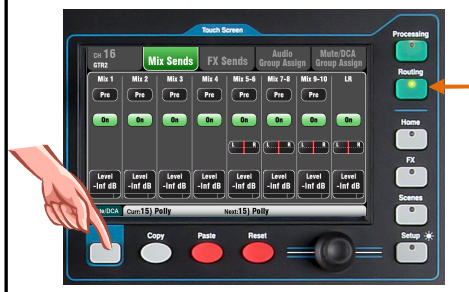 Touch Screen
Processing
CH 16
GTR2
Mix Sends
FX Sends
Audio
Group Assign
Mute/DCA
Group Assign
Routing
Mix 1 Mix 2 Mix 3 Mix 4 Mix 5-6 Mix 7-8 Mix 9-10 LR
Pre Pre Pre Pre Pre Pre Pre
On On On On On On On On
L R L R L R L R
Level Level Level Level Level Level Level Level
-Inf dB -Inf dB -Inf dB -Inf dB -Inf dB -Inf dB -Inf dB -Inf dB
Home
FX
Scenes
Setup
/DCA Curr:15) Polly Next:15) Polly
Copy Paste Reset